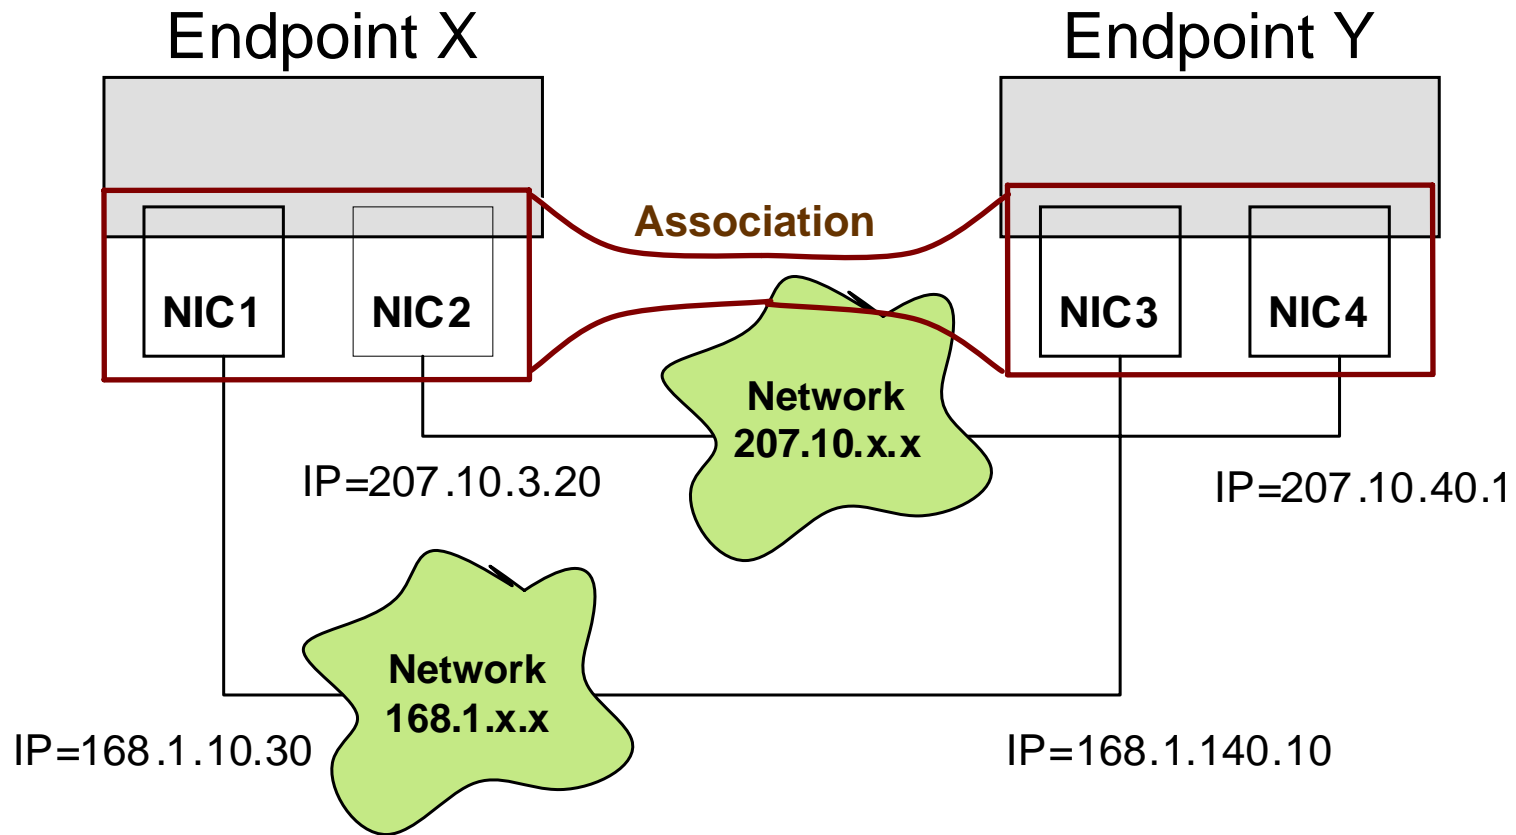 Endpoint X
Endpoint Y
Association
NIC1
NIC2
NIC3
NIC4
Network
207.10.x.x
IP=207.10.3.20
IP=207.10.40.1
Network
168.1.x.x
IP=168.1.10.30
IP=168.1.140.10